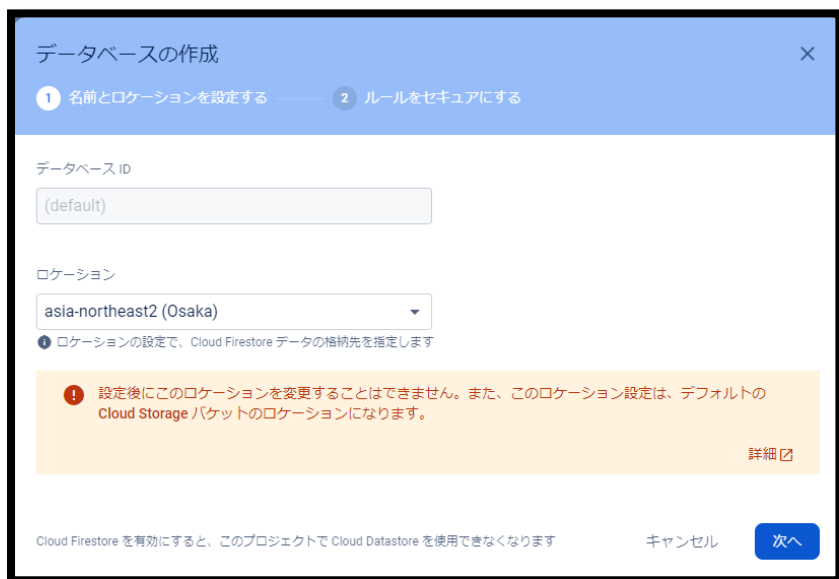 データベースの作成
1 名前とロケーションを設定する 2 ルールをセキュアにする
データベース ID
(default)
ロケーション
asia-northeast2 (Osaka)
ロケーションの設定で、Cloud Firestore データの格納先を指定します
設定後にこのロケーションを変更することはできません。また、このロケーション設定は、デフォルトの
Cloud Storage バケットのロケーションになります。
詳細
Cloud Firestore を有効にすると、このプロジェクトで Cloud Datastore を使用できなくなります
キャンセル
次へ